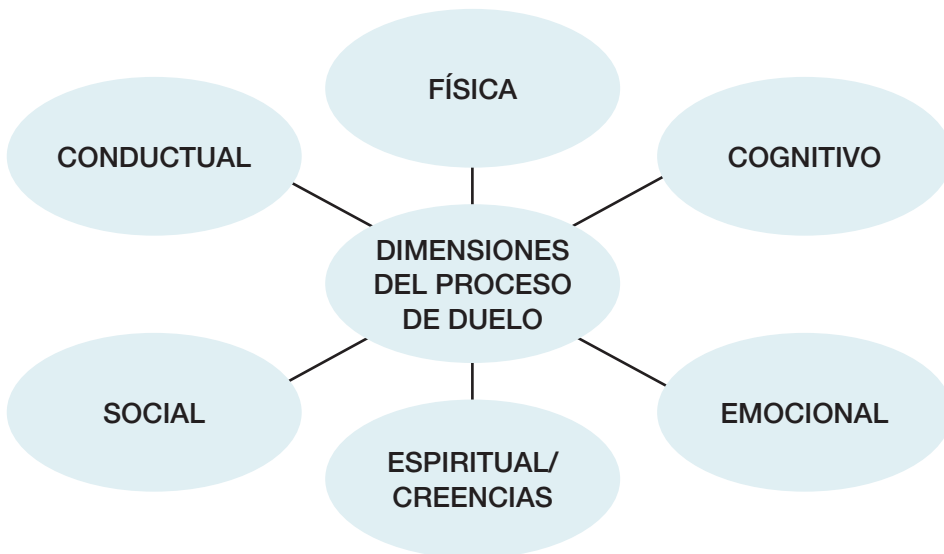 FÍSICA
CONDUCTUAL
COGNITIVO
DIMENSIONES
DEL PROCESO
DE DUELO
SOCIAL
EMOCIONAL
ESPIRITUAL/
CREENCIAS